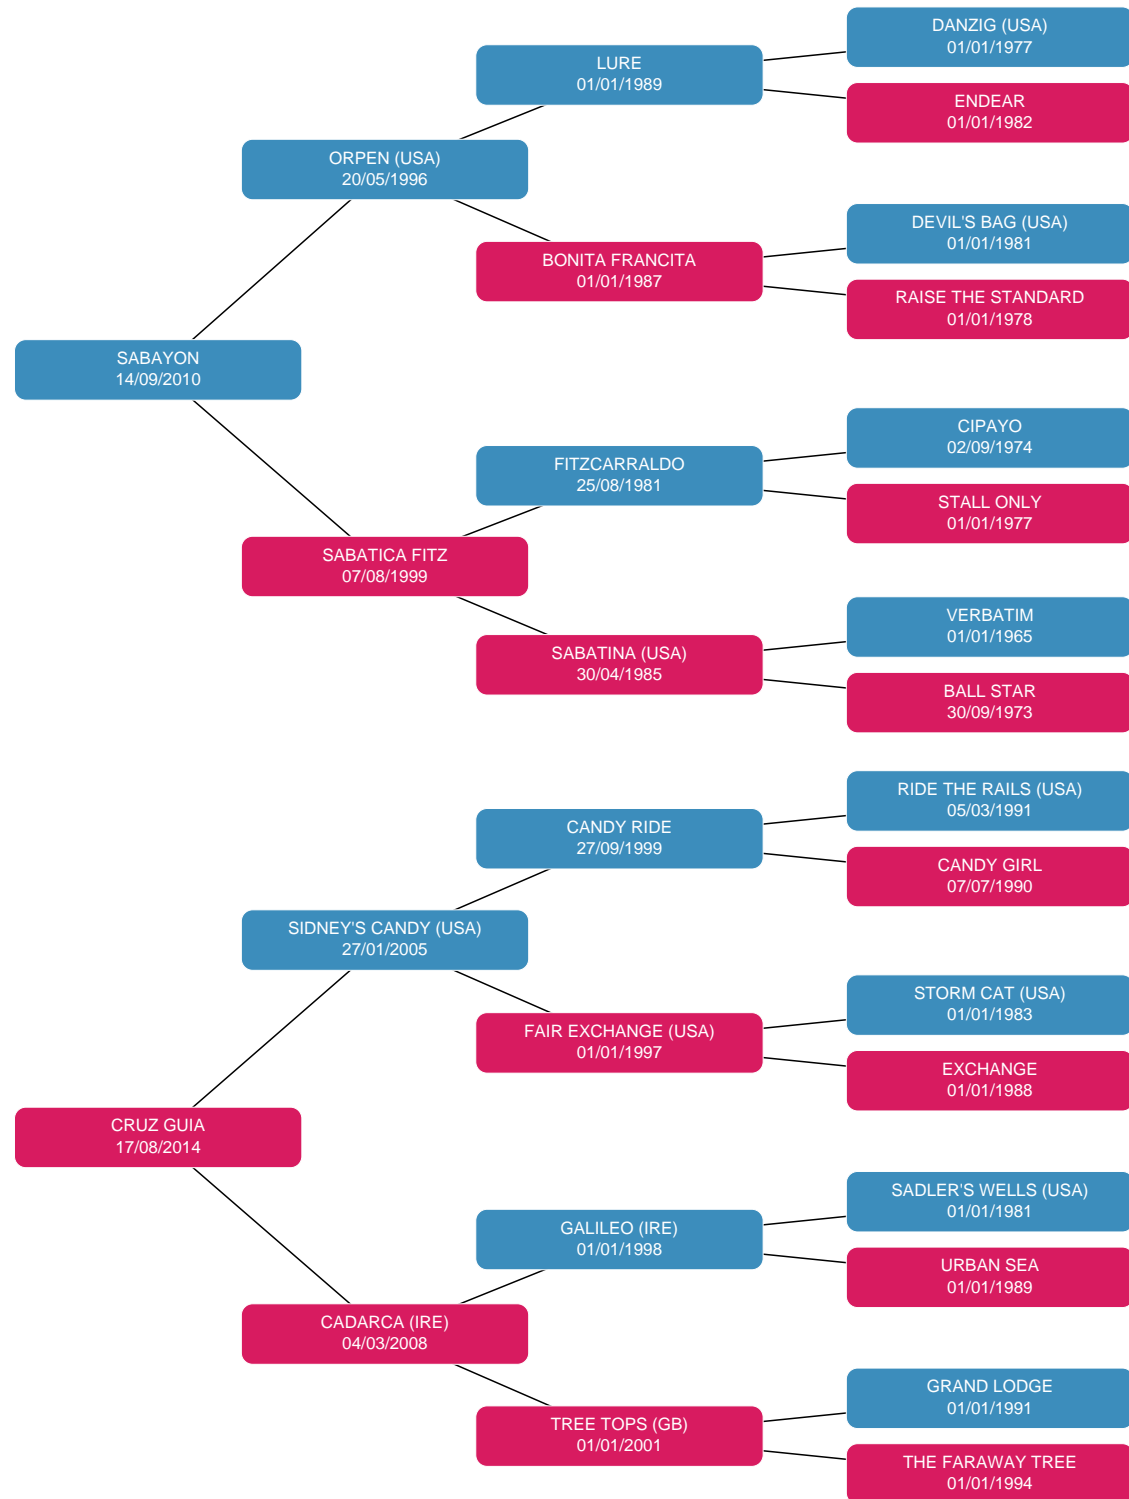 DANZIG (USA)
01/01/1977
LURE
01/01/1989
ENDEAR
01/01/1982
ORPEN (USA)
20/05/1996
DEVIL'S BAG (USA)
01/01/1981
BONITA FRANCITA
01/01/1987
RAISE THE STANDARD
01/01/1978
SABAYON
14/09/2010
CIPAYO
02/09/1974
FITZCARRALDO
25/08/1981
STALL ONLY
01/01/1977
SABATICA FITZ
07/08/1999
VERBATIM
01/01/1965
SABATINA (USA)
30/04/1985
BALL STAR
30/09/1973
RIDE THE RAILS (USA)
05/03/1991
CANDY RIDE
27/09/1999
CANDY GIRL
07/07/1990
SIDNEY'S CANDY (USA)
27/01/2005
STORM CAT (USA)
01/01/1983
FAIR EXCHANGE (USA)
01/01/1997
EXCHANGE
01/01/1988
CRUZ GUIA
17/08/2014
SADLER'S WELLS (USA)
01/01/1981
GALILEO (IRE)
01/01/1998
URBAN SEA
01/01/1989
CADARCA (IRE)
04/03/2008
GRAND LODGE
01/01/1991
TREE TOPS (GB)
01/01/2001
THE FARAWAY TREE
01/01/1994